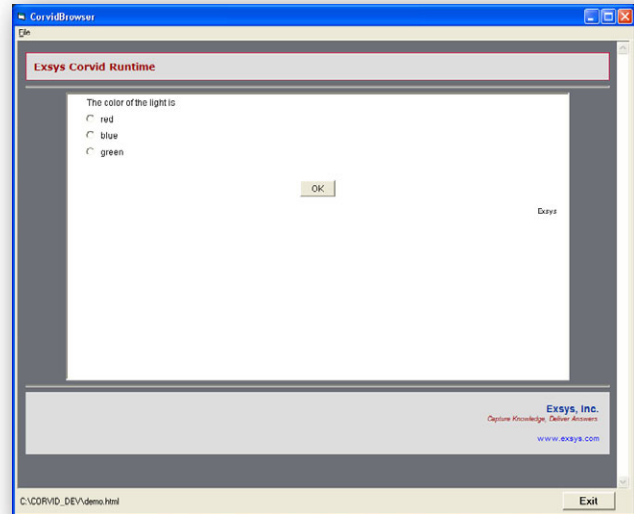 CorvidBrowser
File
Exsys Corvid Runtime
The color of the light is
red
blue
green
OK
Exsys
Exsys, Inc.
Capture Knowledge, Deliver Answers
www.exsys.com
C:\CORVID_DEV\demo.html
Exit